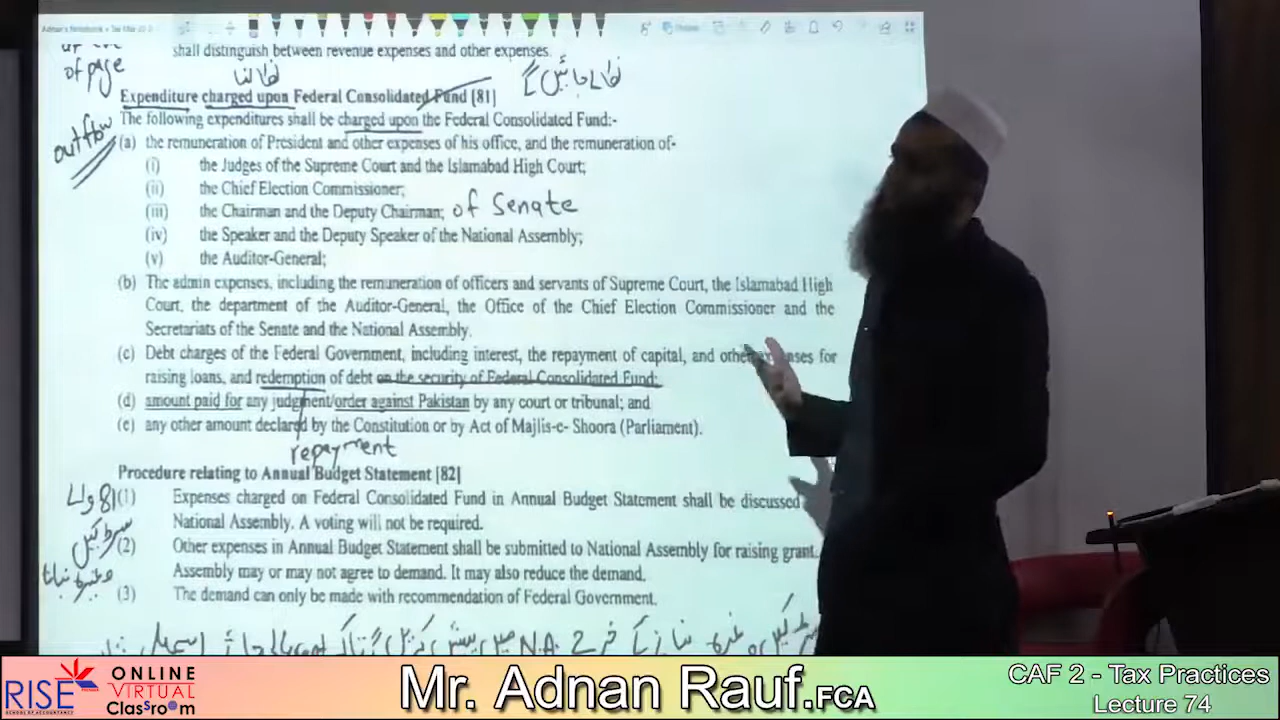 of page
shall distinguish between revenue expenses and other expenses.
Expenditure charged upon Federal Consolidated Fund [81]
outflow
The following expenditures shall be charged upon the Federal Consolidated Fund:-
(a) the remuneration of President and other expenses of his office, and the remuneration of-
(i) the Judges of the Supreme Court and the Islamabad High Court;
(ii) the Chief Election Commissioner;
(iii) the Chairman and the Deputy Chairman; of Senate
(iv) the Speaker and the Deputy Speaker of the National Assembly;
(v) the Auditor-General;
(b) The admin expenses, including the remuneration of officers and servants of Supreme Court, the Islamabad High
Court, the department of the Auditor-General, the Office of the Chief Election Commissioner and the
Secretariats of the Senate and the National Assembly.
(c) Debt charges of the Federal Government, including interest, the repayment of capital, and other expenses for
raising loans, and redemption of debt on the security of Federal Consolidated Fund;
(d) amount paid for any judgment/order against Pakistan by any court or tribunal; and
(e) any other amount declared by the Constitution or by Act of Majlis-e- Shoora (Parliament).
repayment
Procedure relating to Annual Budget Statement [82]
(1) Expenses charged on Federal Consolidated Fund in Annual Budget Statement shall be discussed
National Assembly. A voting will not be required.
(2) Other expenses in Annual Budget Statement shall be submitted to National Assembly for raising grant.
Assembly may or may not agree to demand. It may also reduce the demand.
(3) The demand can only be made with recommendation of Federal Government.
RISE
SCHOOL OF ACCOUNTANCY
ONLINE
VIRTUAL
Classroom
Mr. Adnan Rauf.FCA
CAF 2 - Tax Practices
Lecture 74